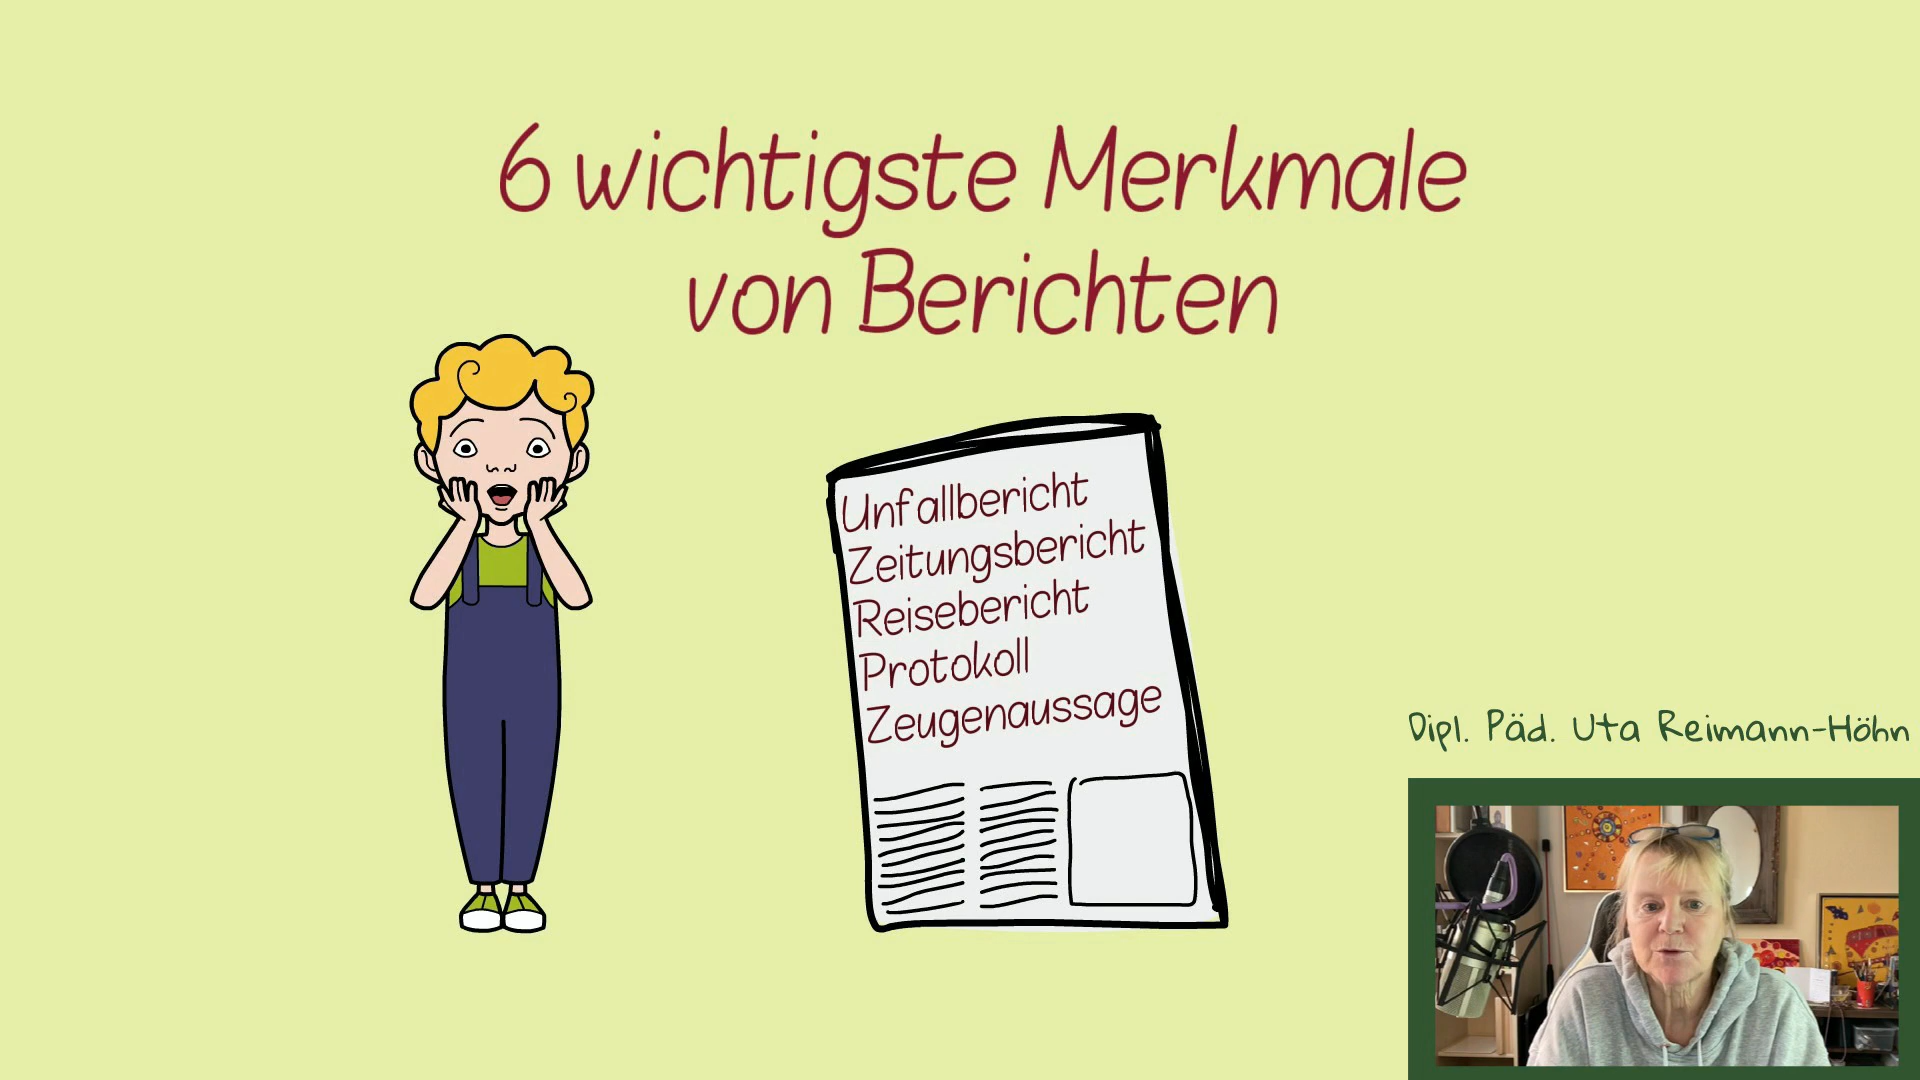 6 wichtigste Merkmale
von Berichten
Unfallbericht
Zeitungsbericht
Reisebericht
Protokoll
Zeugenaussage
Dipl. Päd. Uta Reimann-Höhn